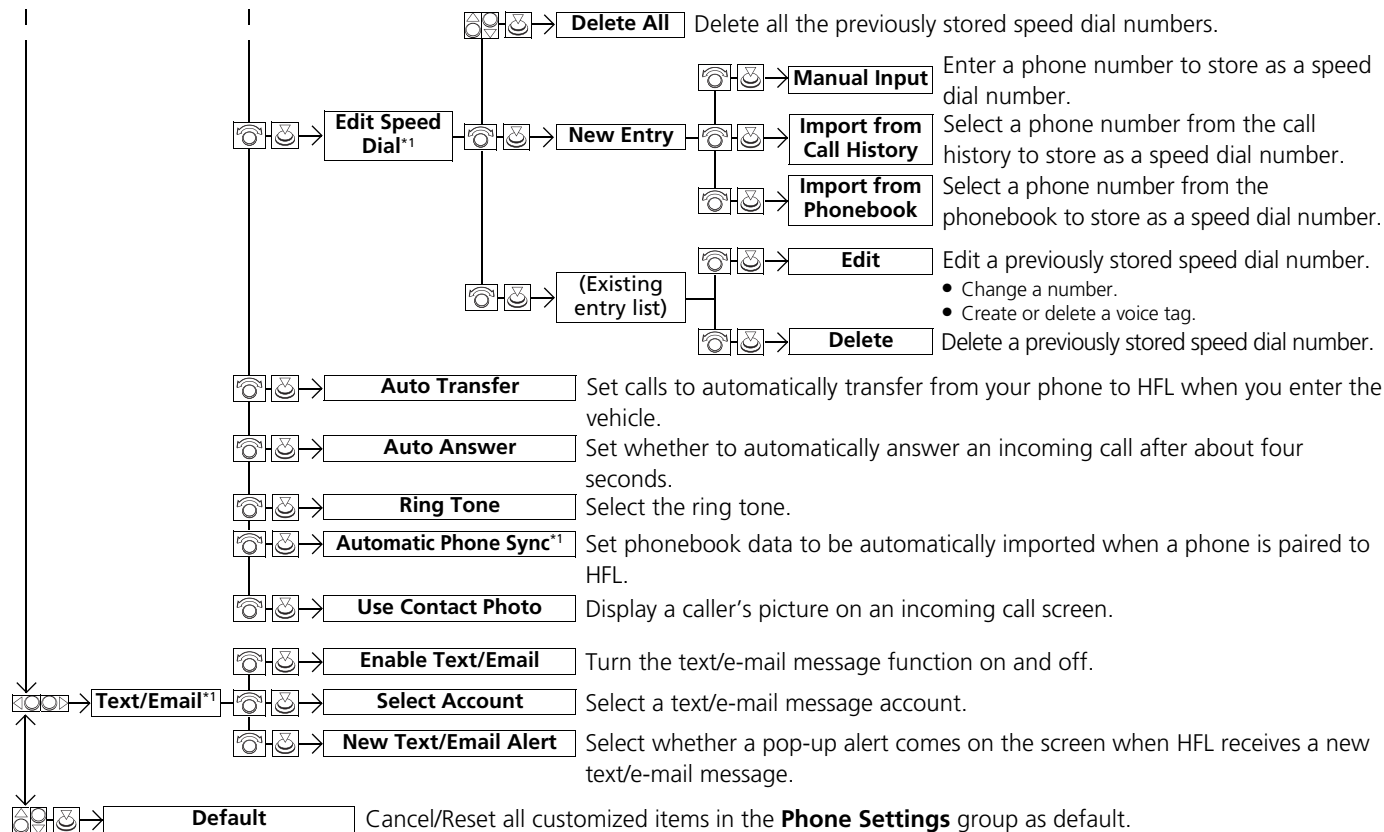 Delete All Delete all the previously stored speed dial numbers.
Manual Input Enter a phone number to store as a speed
dial number.
Edit Speed
Dial*1
New Entry
Import from
Call History
Select a phone number from the call
history to store as a speed dial number.
Import from
Phonebook
Select a phone number from the
phonebook to store as a speed dial number.
(Existing
entry list)
Edit Edit a previously stored speed dial number.
• Change a number.
• Create or delete a voice tag.
Delete Delete a previously stored speed dial number.
Auto Transfer Set calls to automatically transfer from your phone to HFL when you enter the
vehicle.
Auto Answer Set whether to automatically answer an incoming call after about four
seconds.
Ring Tone Select the ring tone.
Automatic Phone Sync*1 Set phonebook data to be automatically imported when a phone is paired to
HFL.
Use Contact Photo Display a caller's picture on an incoming call screen.
Enable Text/Email Turn the text/e-mail message function on and off.
Text/Email*1 Select Account Select a text/e-mail message account.
New Text/Email Alert Select whether a pop-up alert comes on the screen when HFL receives a new
text/e-mail message.
Default Cancel/Reset all customized items in the Phone Settings group as default.